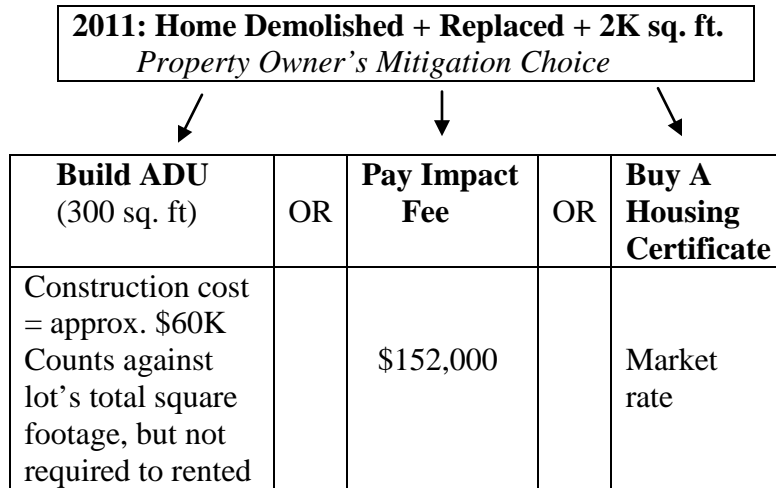 2011: Home Demolished + Replaced + 2K sq. ft.
Property Owner's Mitigation Choice
Build ADU
(300 sq. ft)
OR
Pay Impact
Fee
OR
Buy A
Housing
Certificate
Construction cost
= approx. $60K
Counts against
lot's total square
footage, but not
required to rented
$152,000
Market
rate